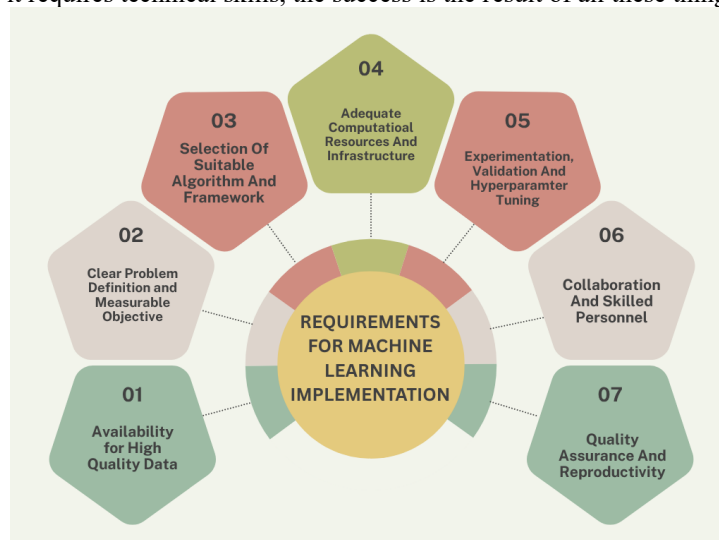 it requires technical skills, the success is the result of all these thing
04
Adequate
Computatioal
Resources And
Infrastructure
03
Selection Of
Suitable
Algorithm And
Framework
05
Experimentation,
Validation And
Hyperparamter
Tuning
02
Clear Problem
Definition and
Measurable
Objective
06
Collaboration
And Skilled
Personnel
REQUIREMENTS
FOR MACHINE
LEARNING
IMPLEMENTATION
01
Availability
for High
Quality Data
07
Quality
Assurance And
Reproductivity